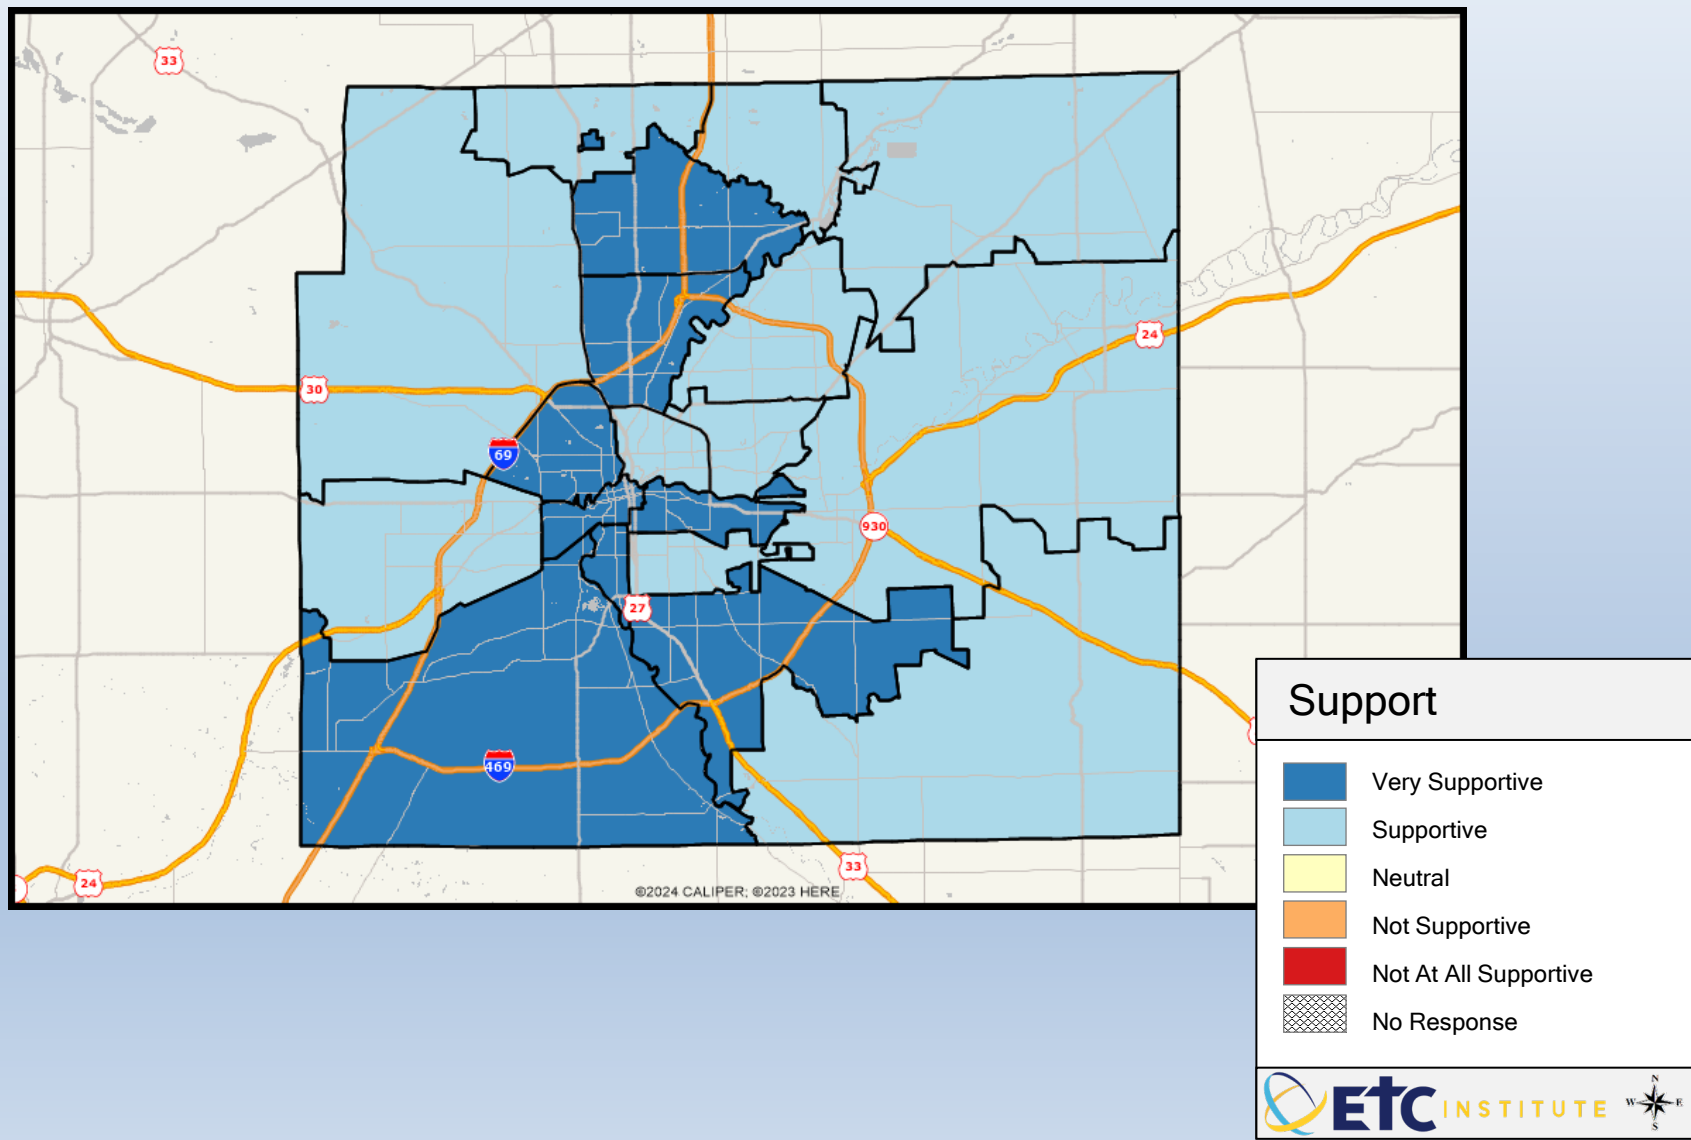 33
30
24
69
930
27
469
33
24
©2024 CALIPER; ©2023 HERE
Support
Very Supportive
Supportive
Neutral
Not Supportive
Not At All Supportive
No Response
ETC INSTITUTE
N
W E
S